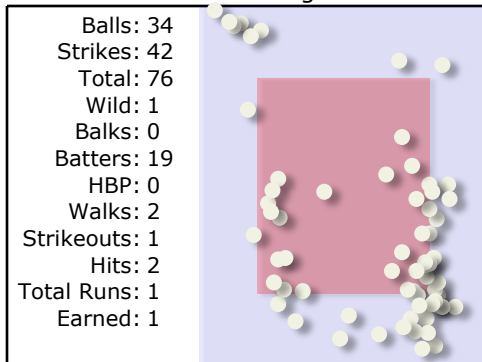 Balls: 34
Strikes: 42
Total: 76
Wild: 1
Balks: 0
Batters: 19
HBP: 0
Walks: 2
Strikeouts: 1
Hits: 2
Total Runs: 1
Earned: 1